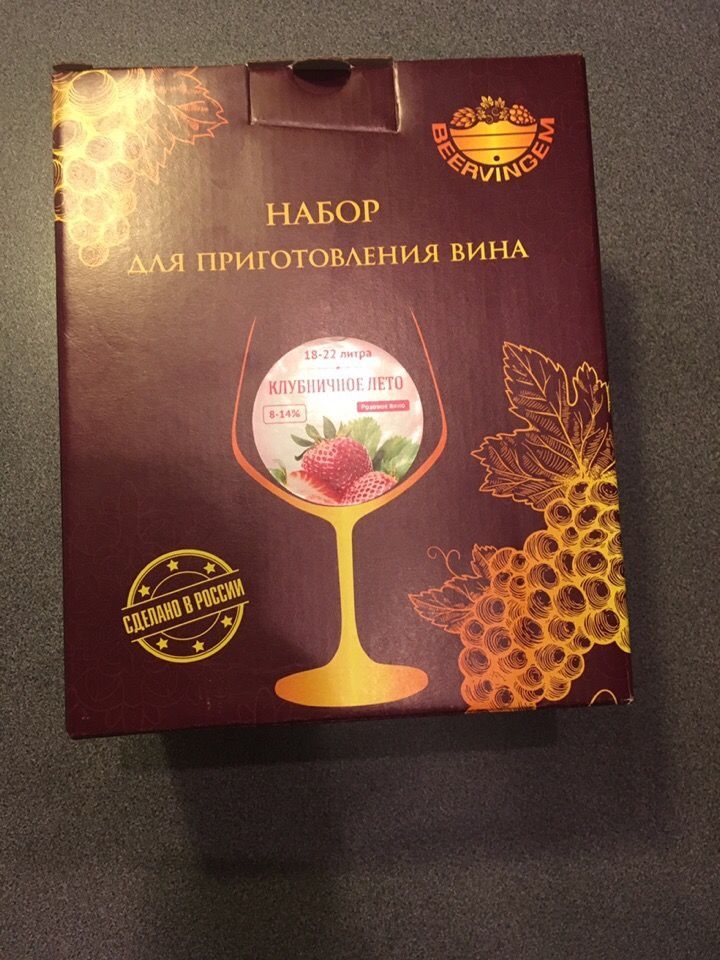 BEERVINGEM
НАБОР
ДЛЯ ПРИГОТОВЛЕНИЯ ВИНА
18-22 литра
КЛУБНИЧНОЕ ЛЕТО
8-14%
Розовое вино
СДЕЛАНО В РОССИИ